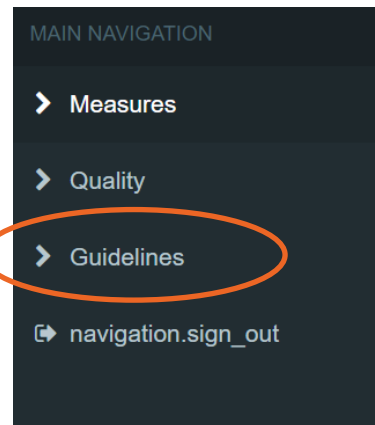 MAIN NAVIGATION
Measures
Quality
Guidelines
navigation.sign_out